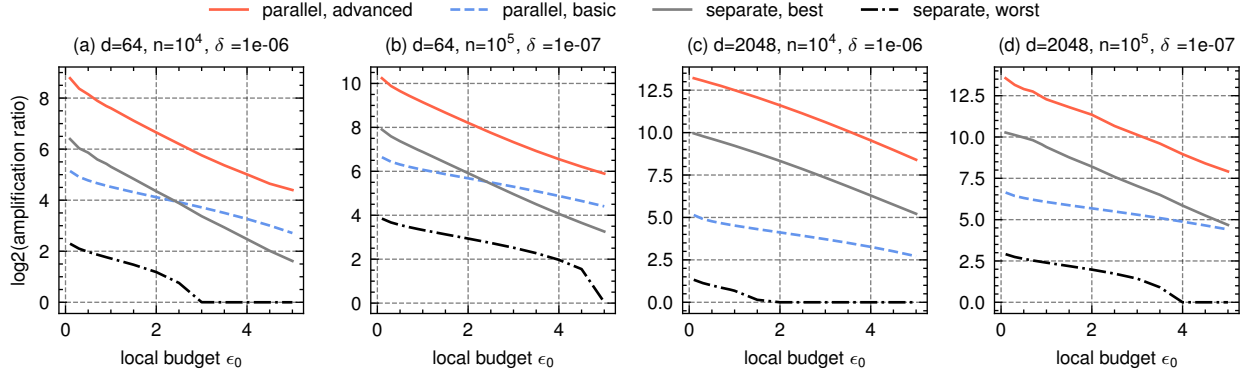 parallel, advanced parallel, basic separate, best separate, worst
(a) d=64, n=10⁴, δ =1e-06
(b) d=64, n=10⁵, δ =1e-07
(c) d=2048, n=10⁴, δ =1e-06
(d) d=2048, n=10⁵, δ =1e-07
log2(amplification ratio)
8
6
4
2
0
0 2 4
local budget ϵ₀
10
8
6
4
2
0
0 2 4
local budget ϵ₀
12.5
10.0
7.5
5.0
2.5
0.0
0 2 4
local budget ϵ₀
12.5
10.0
7.5
5.0
2.5
0.0
0 2 4
local budget ϵ₀